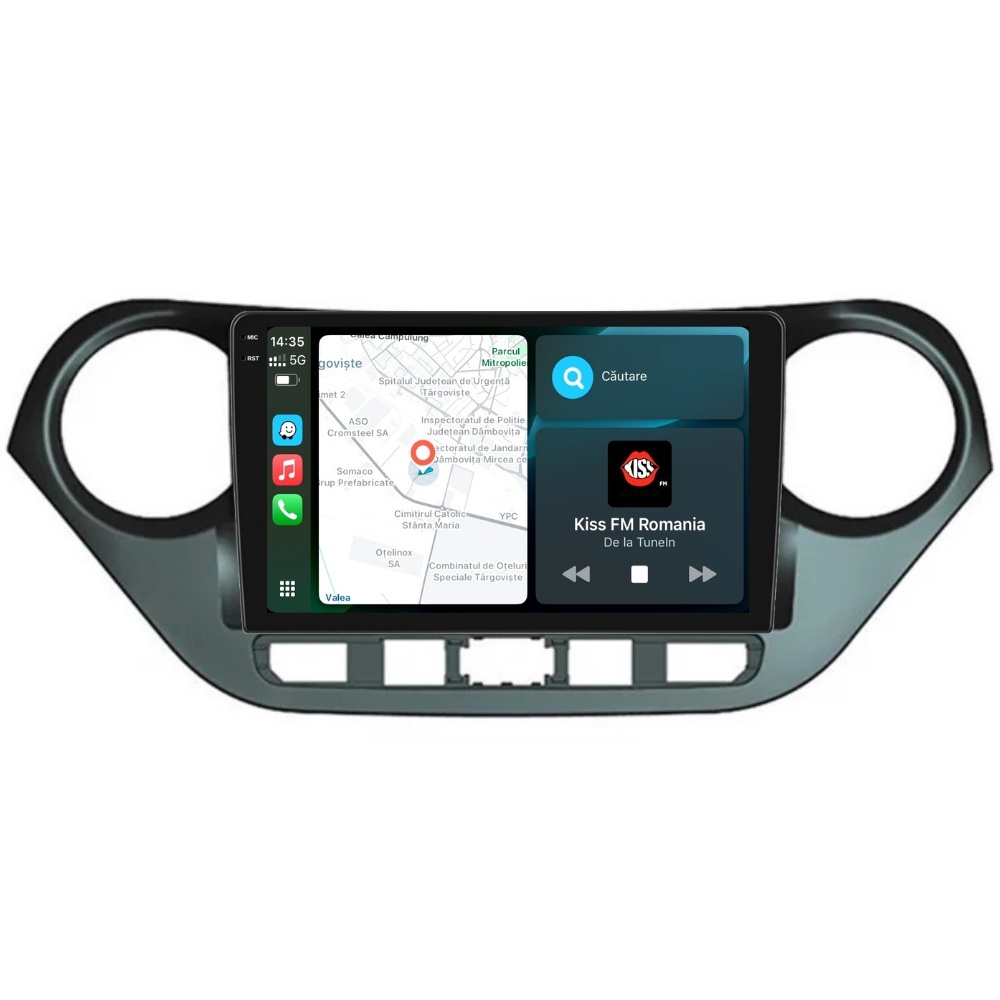 MIC
RST
14:35
5G
Calea Câmpulung
goviște
Parcul
Mitropolie
Spitalul Județean de Urgență
Târgoviște
met 2
ASO
Cromsteel SA
Inspectoratul de Poliție
Județean Dâmbovița
ectoratul de Jandarm
Dâmbovița Mircea ce
Somaco
Grup Prefabricate
Cimitirul Catolic
Sfânta Maria
YPC
Oțelinox
SA
Combinatul de Oțeluri
Speciale Târgoviște
Valea
Căutare
KISS
FM
Kiss FM Romania
De la TuneIn